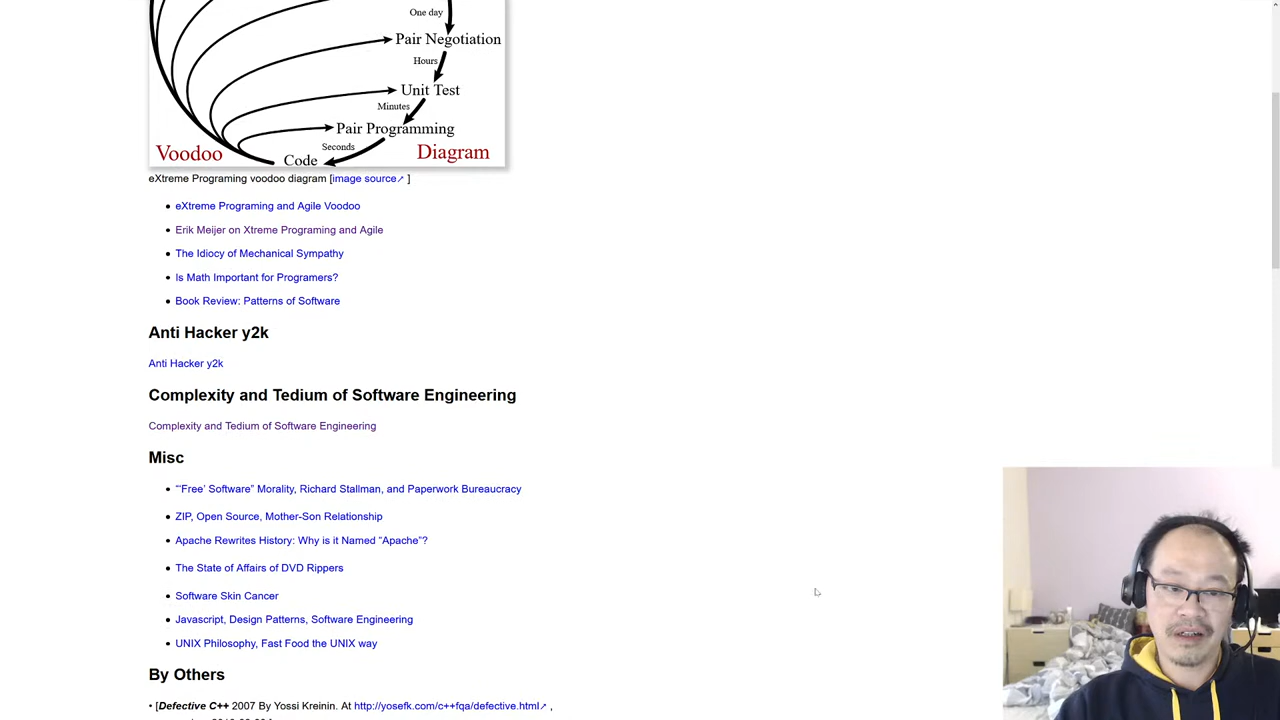 One day
Pair Negotiation
Hours
Unit Test
Minutes
Pair Programming
Seconds
Voodoo
Code
Diagram
eXtreme Programing voodoo diagram [image source↗ ]
• eXtreme Programing and Agile Voodoo
• Erik Meijer on Xtreme Programing and Agile
• The Idiocy of Mechanical Sympathy
• Is Math Important for Programers?
• Book Review: Patterns of Software
Anti Hacker y2k
Anti Hacker y2k
Complexity and Tedium of Software Engineering
Complexity and Tedium of Software Engineering
Misc
• “‘Free’ Software” Morality, Richard Stallman, and Paperwork Bureaucracy
• ZIP, Open Source, Mother-Son Relationship
• Apache Rewrites History: Why is it Named “Apache”?
• The State of Affairs of DVD Rippers
• Software Skin Cancer
• Javascript, Design Patterns, Software Engineering
• UNIX Philosophy, Fast Food the UNIX way
By Others
• [Defective C++ 2007 By Yossi Kreinin. At http://yosefk.com/c++fqa/defective.html↗ ,